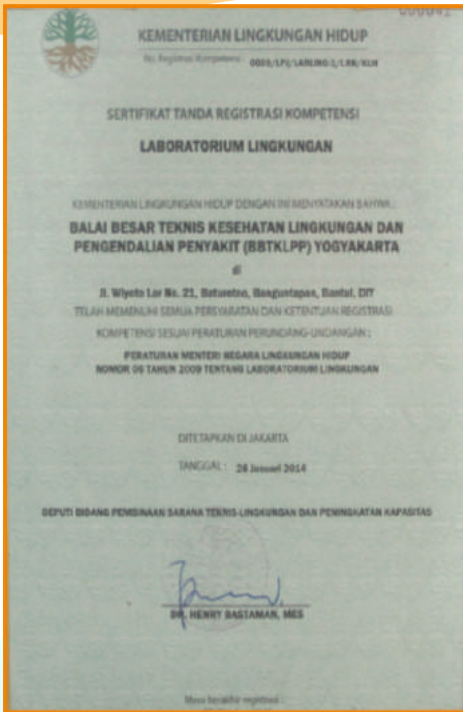 KEMENTERIAN LINGKUNGAN HIDUP
No. Registrasi Kompetensi :
SERTIFIKAT TANDA REGISTRASI KOMPETENSI
LABORATORIUM LINGKUNGAN
KEMENTERIAN LINGKUNGAN HIDUP DENGAN INI MENYATAKAN BAHWA :
BALAI BESAR TEKNIS KESEHATAN LINGKUNGAN DAN
PENGENDALIAN PENYAKIT (BBTKLPP) YOGYAKARTA
di
Jl. Wiyoto Lor No. 21, Baturetno, Banguntapan, Bantul, DIY
TELAH MEMENUHI SEMUA PERSYARATAN DAN KETENTUAN REGISTRASI
KOMPETENSI SESUAI PERATURAN PERUNDANG-UNDANGAN :
PERATURAN MENTERI NEGARA LINGKUNGAN HIDUP
NOMOR 06 TAHUN 2009 TENTANG LABORATORIUM LINGKUNGAN
DITETAPKAN DI JAKARTA
TANGGAL : 28 Januari 2014
DEPUTI BIDANG PEMBINAAN SARANA TEKNIS LINGKUNGAN DAN PENINGKATAN KAPASITAS
DR. HENRY BASTAMAN, MES
Masa berakhir registrasi :